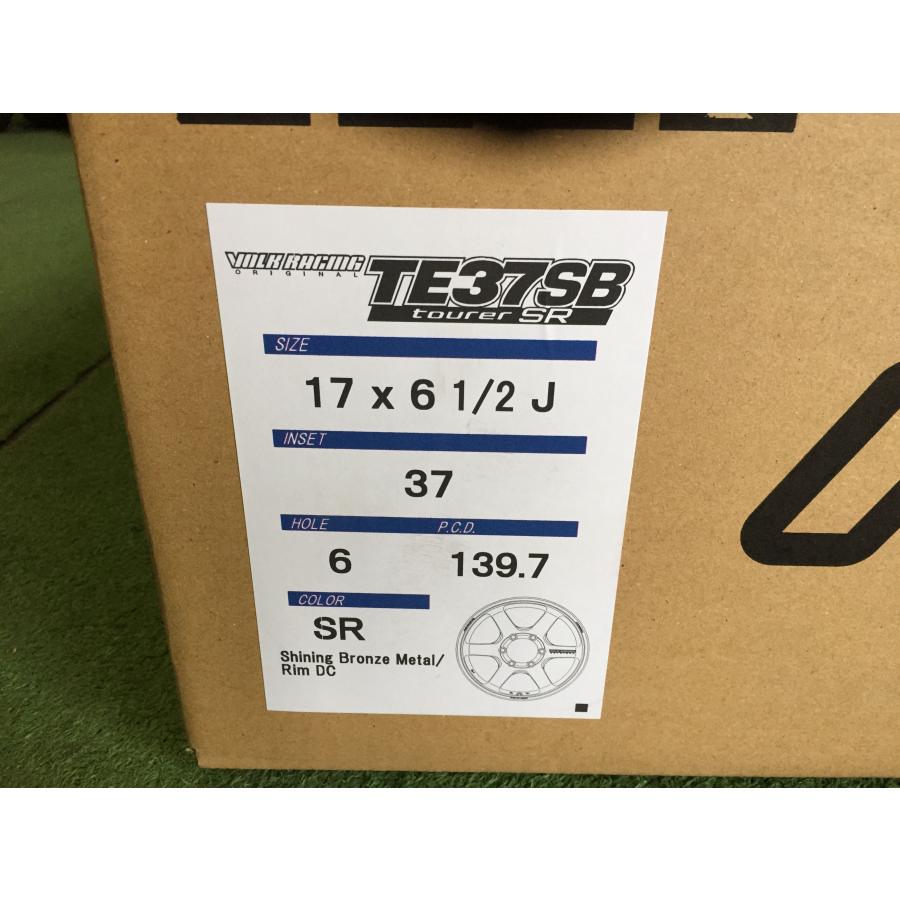 VOLK RACING
ORIGINAL
TE37SB
tourer SR
SIZE
17 x 6 1/2 J
INSET
37
HOLE P.C.D.
6 139.7
COLOR
SR
Shining Bronze Metal/
Rim DC